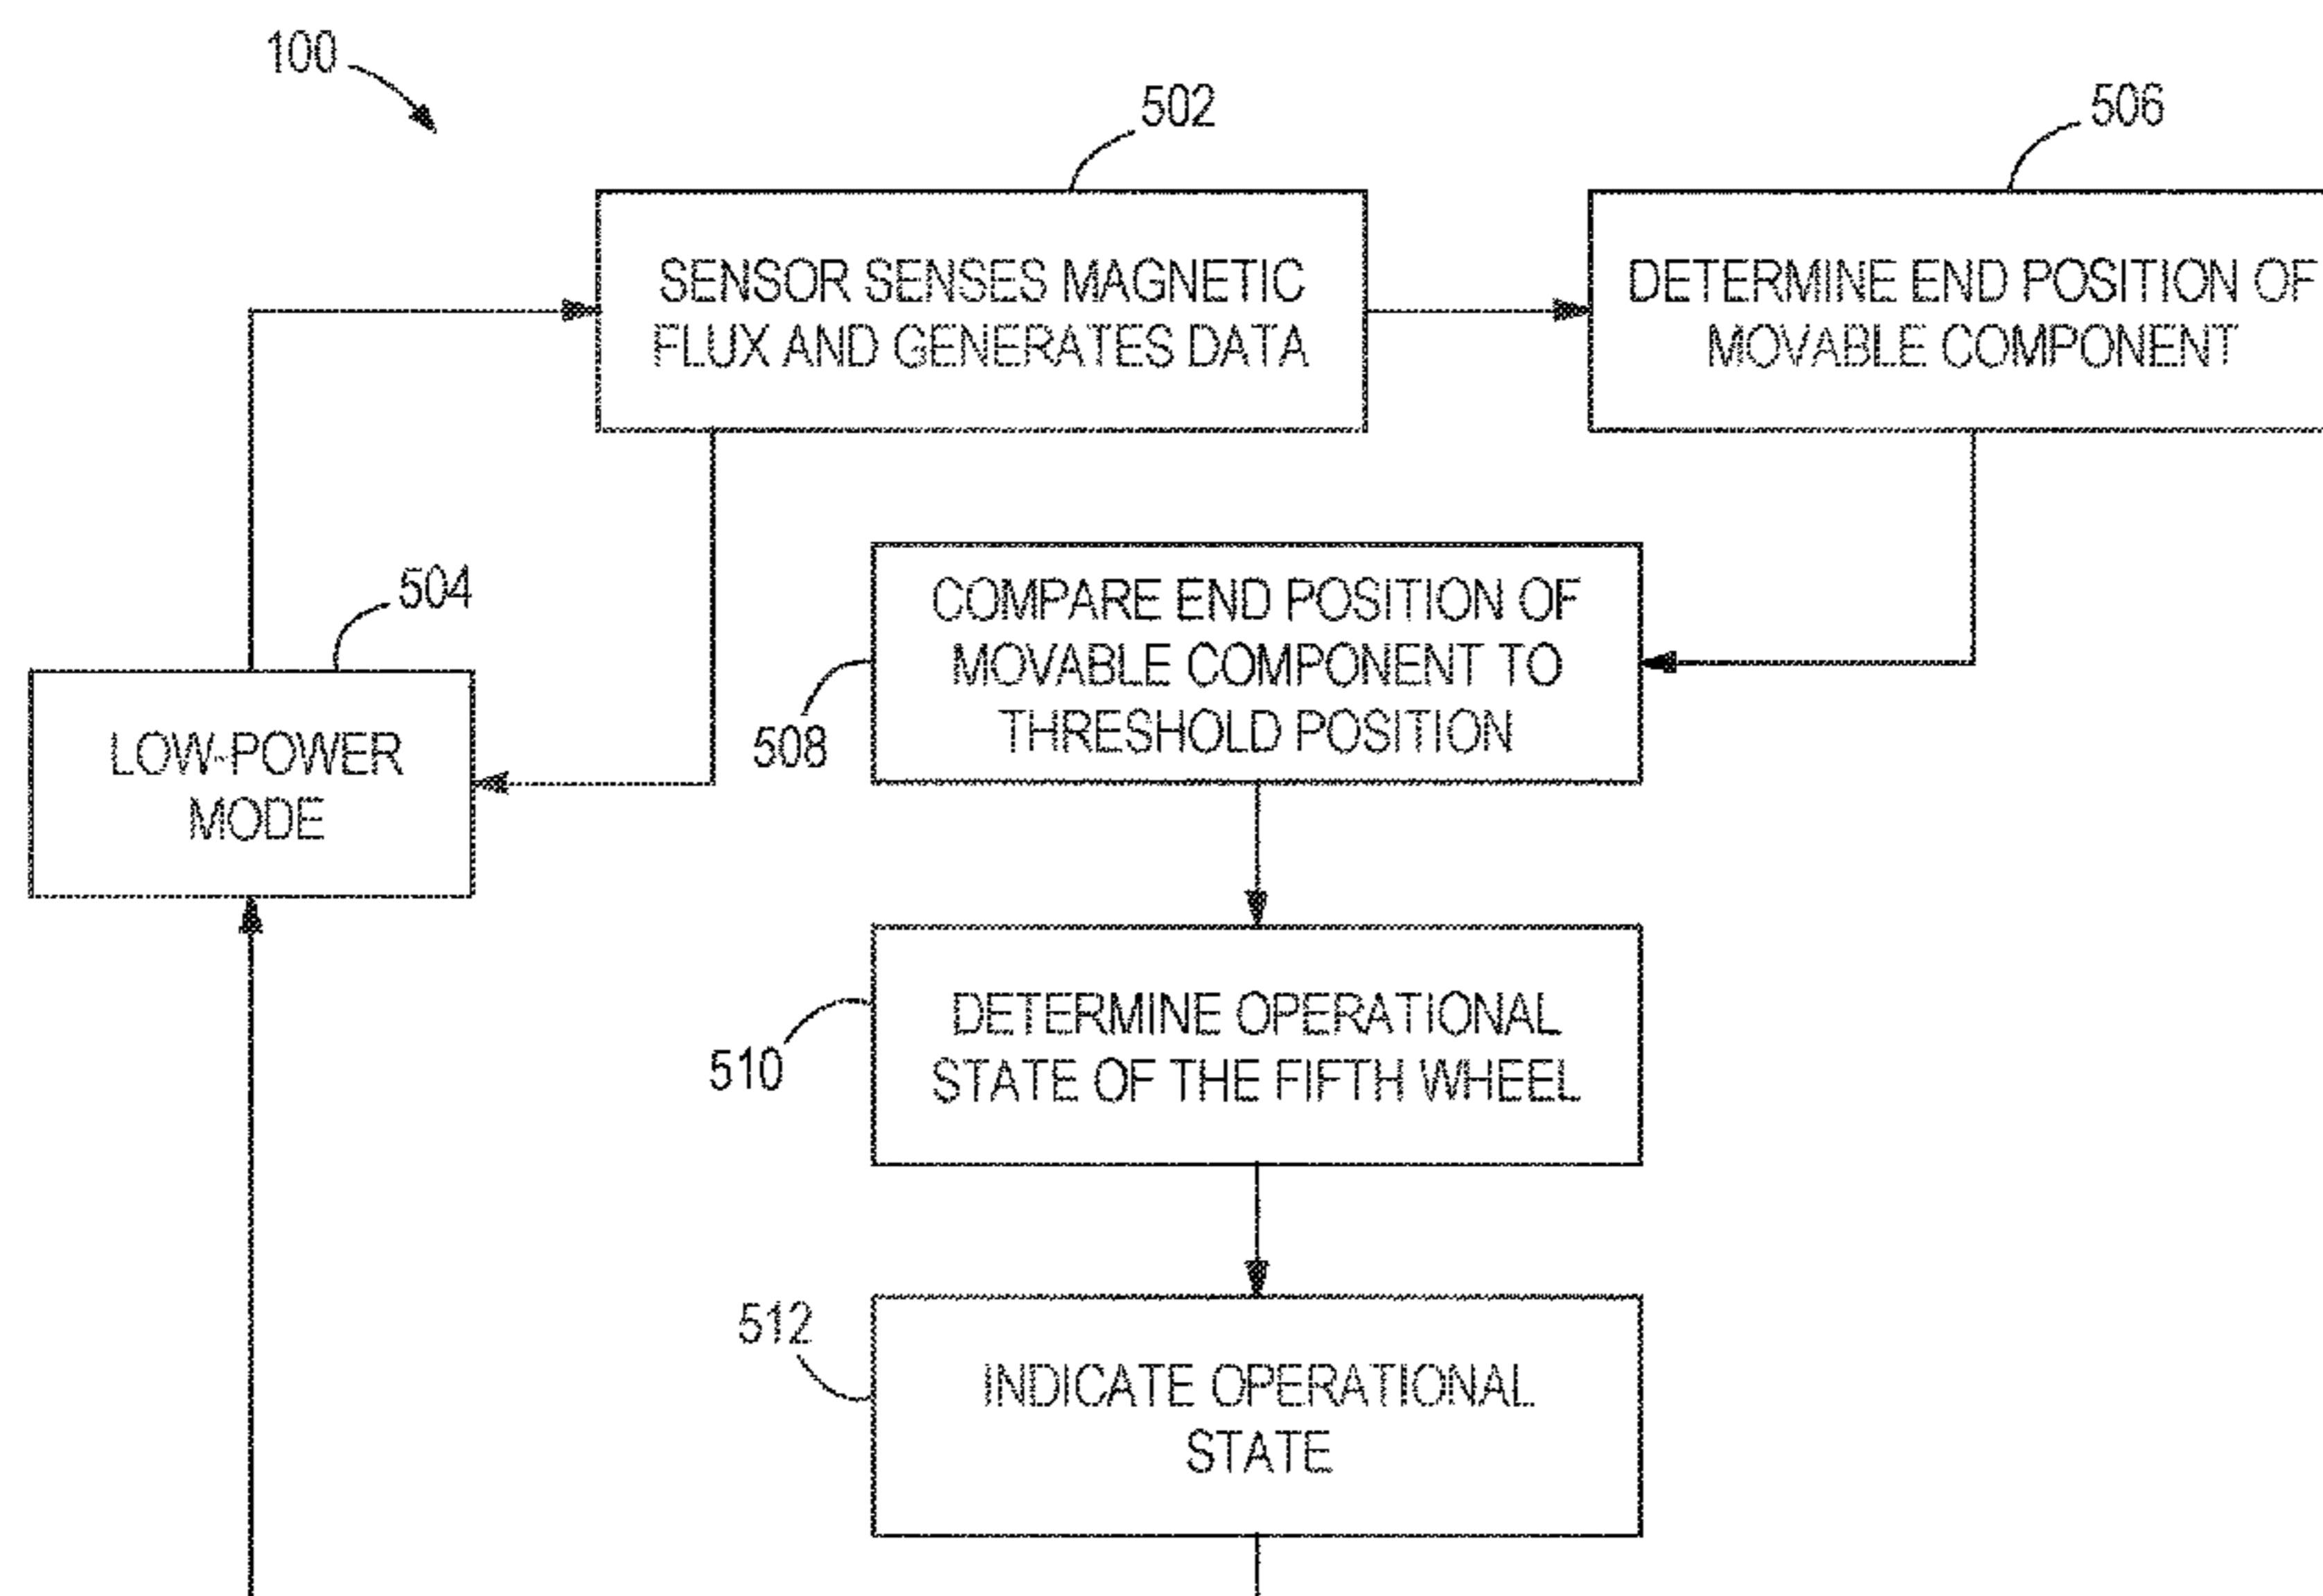 100
502
506
SENSOR SENSES MAGNETIC
FLUX AND GENERATES DATA
DETERMINE END POSITION OF
MOVABLE COMPONENT
504
LOW-POWER
MODE
508
COMPARE END POSITION OF
MOVABLE COMPONENT TO
THRESHOLD POSITION
510
DETERMINE OPERATIONAL
STATE OF THE FIFTH WHEEL
512
INDICATE OPERATIONAL
STATE